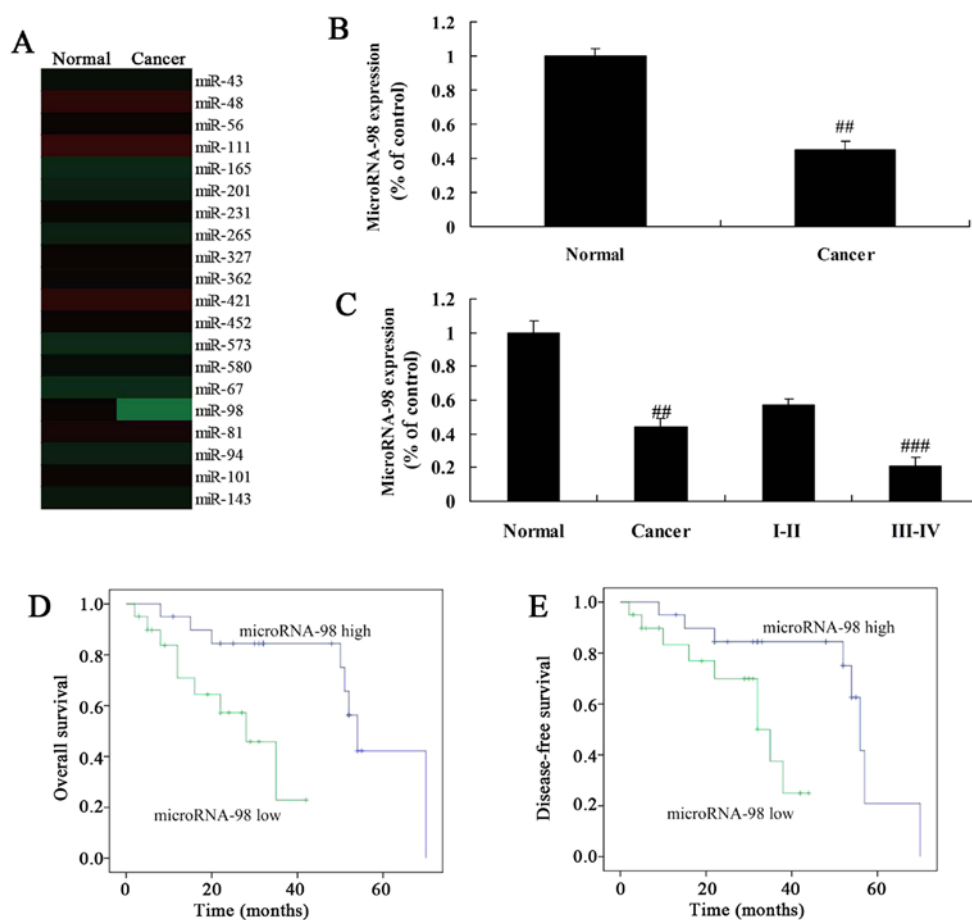 A
Normal Cancer
miR-43
miR-48
miR-56
miR-111
miR-165
miR-201
miR-231
miR-265
miR-327
miR-362
miR-421
miR-452
miR-573
miR-580
miR-67
miR-98
miR-81
miR-94
miR-101
miR-143
B
MicroRNA-98 expression
(% of control)
1.2
1
0.8
0.6
0.4
0.2
0
##
Normal Cancer
C
MicroRNA-98 expression
(% of control)
1.2
1
0.8
0.6
0.4
0.2
0
##
###
Normal Cancer I-II III-IV
D
Overall survival
1.0
0.8
0.6
0.4
0.2
0.0
microRNA-98 high
microRNA-98 low
0 20 40 60
Time (months)
E
Disease-free survival
1.0
0.8
0.6
0.4
0.2
0.0
microRNA-98 high
microRNA-98 low
0 20 40 60
Time (months)